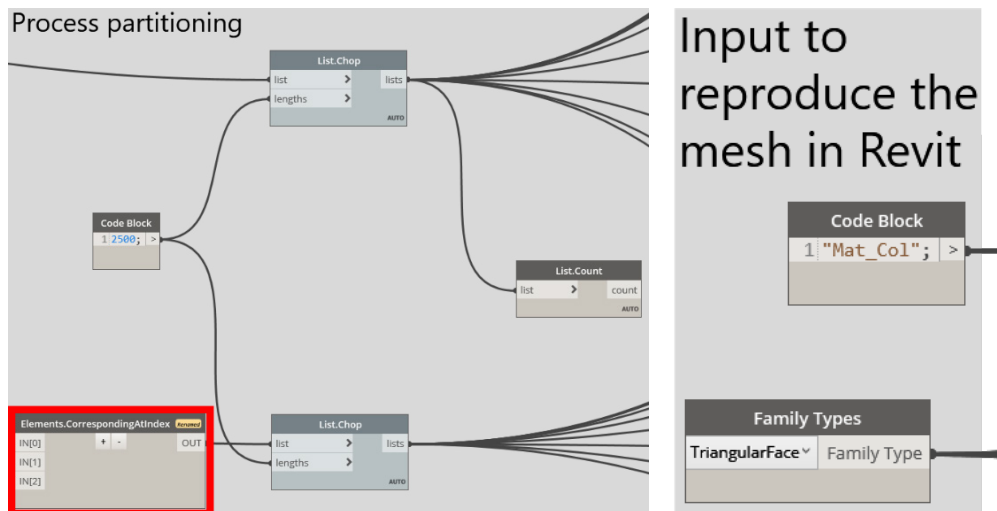 Process partitioning
List.Chop
list > lists
lengths >
AUTO
Code Block
1 2500; >
List.Count
list > count
AUTO
Elements.CorrespondingAtIndex Renamed
IN[0] + - OUT
IN[1]
IN[2]
List.Chop
list > lists
lengths >
AUTO
Input to
reproduce the
mesh in Revit
Code Block
1 "Mat_Col"; >
Family Types
TriangularFace Family Type